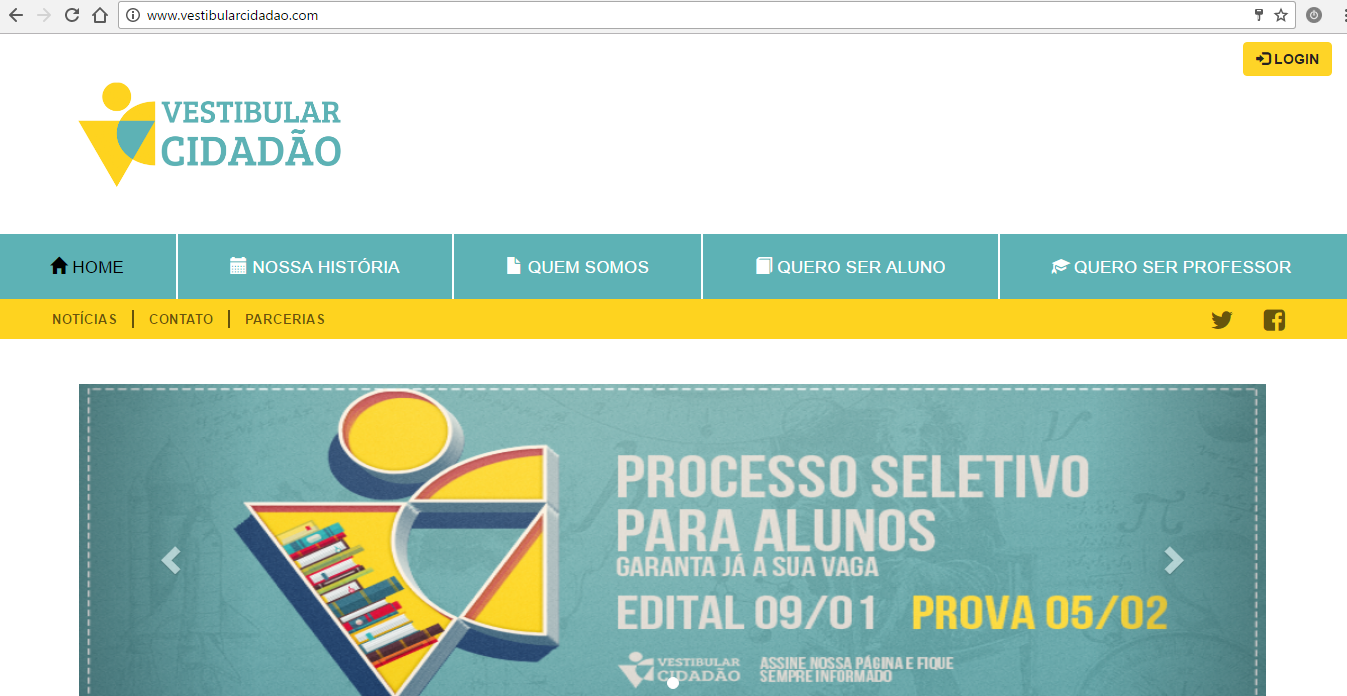 www.vestibularcidadao.com
LOGIN
VESTIBULAR
CIDADÃO
HOME
NOSSA HISTÓRIA
QUEM SOMOS
QUERO SER ALUNO
QUERO SER PROFESSOR
NOTÍCIAS | CONTATO | PARCERIAS
PROCESSO SELETIVO
PARA ALUNOS
GARANTA JÁ A SUA VAGA
EDITAL 09/01 PROVA 05/02
VESTIBULAR
CIDADÃO
ASSINE NOSSA PÁGINA E FIQUE
SEMPRE INFORMADO